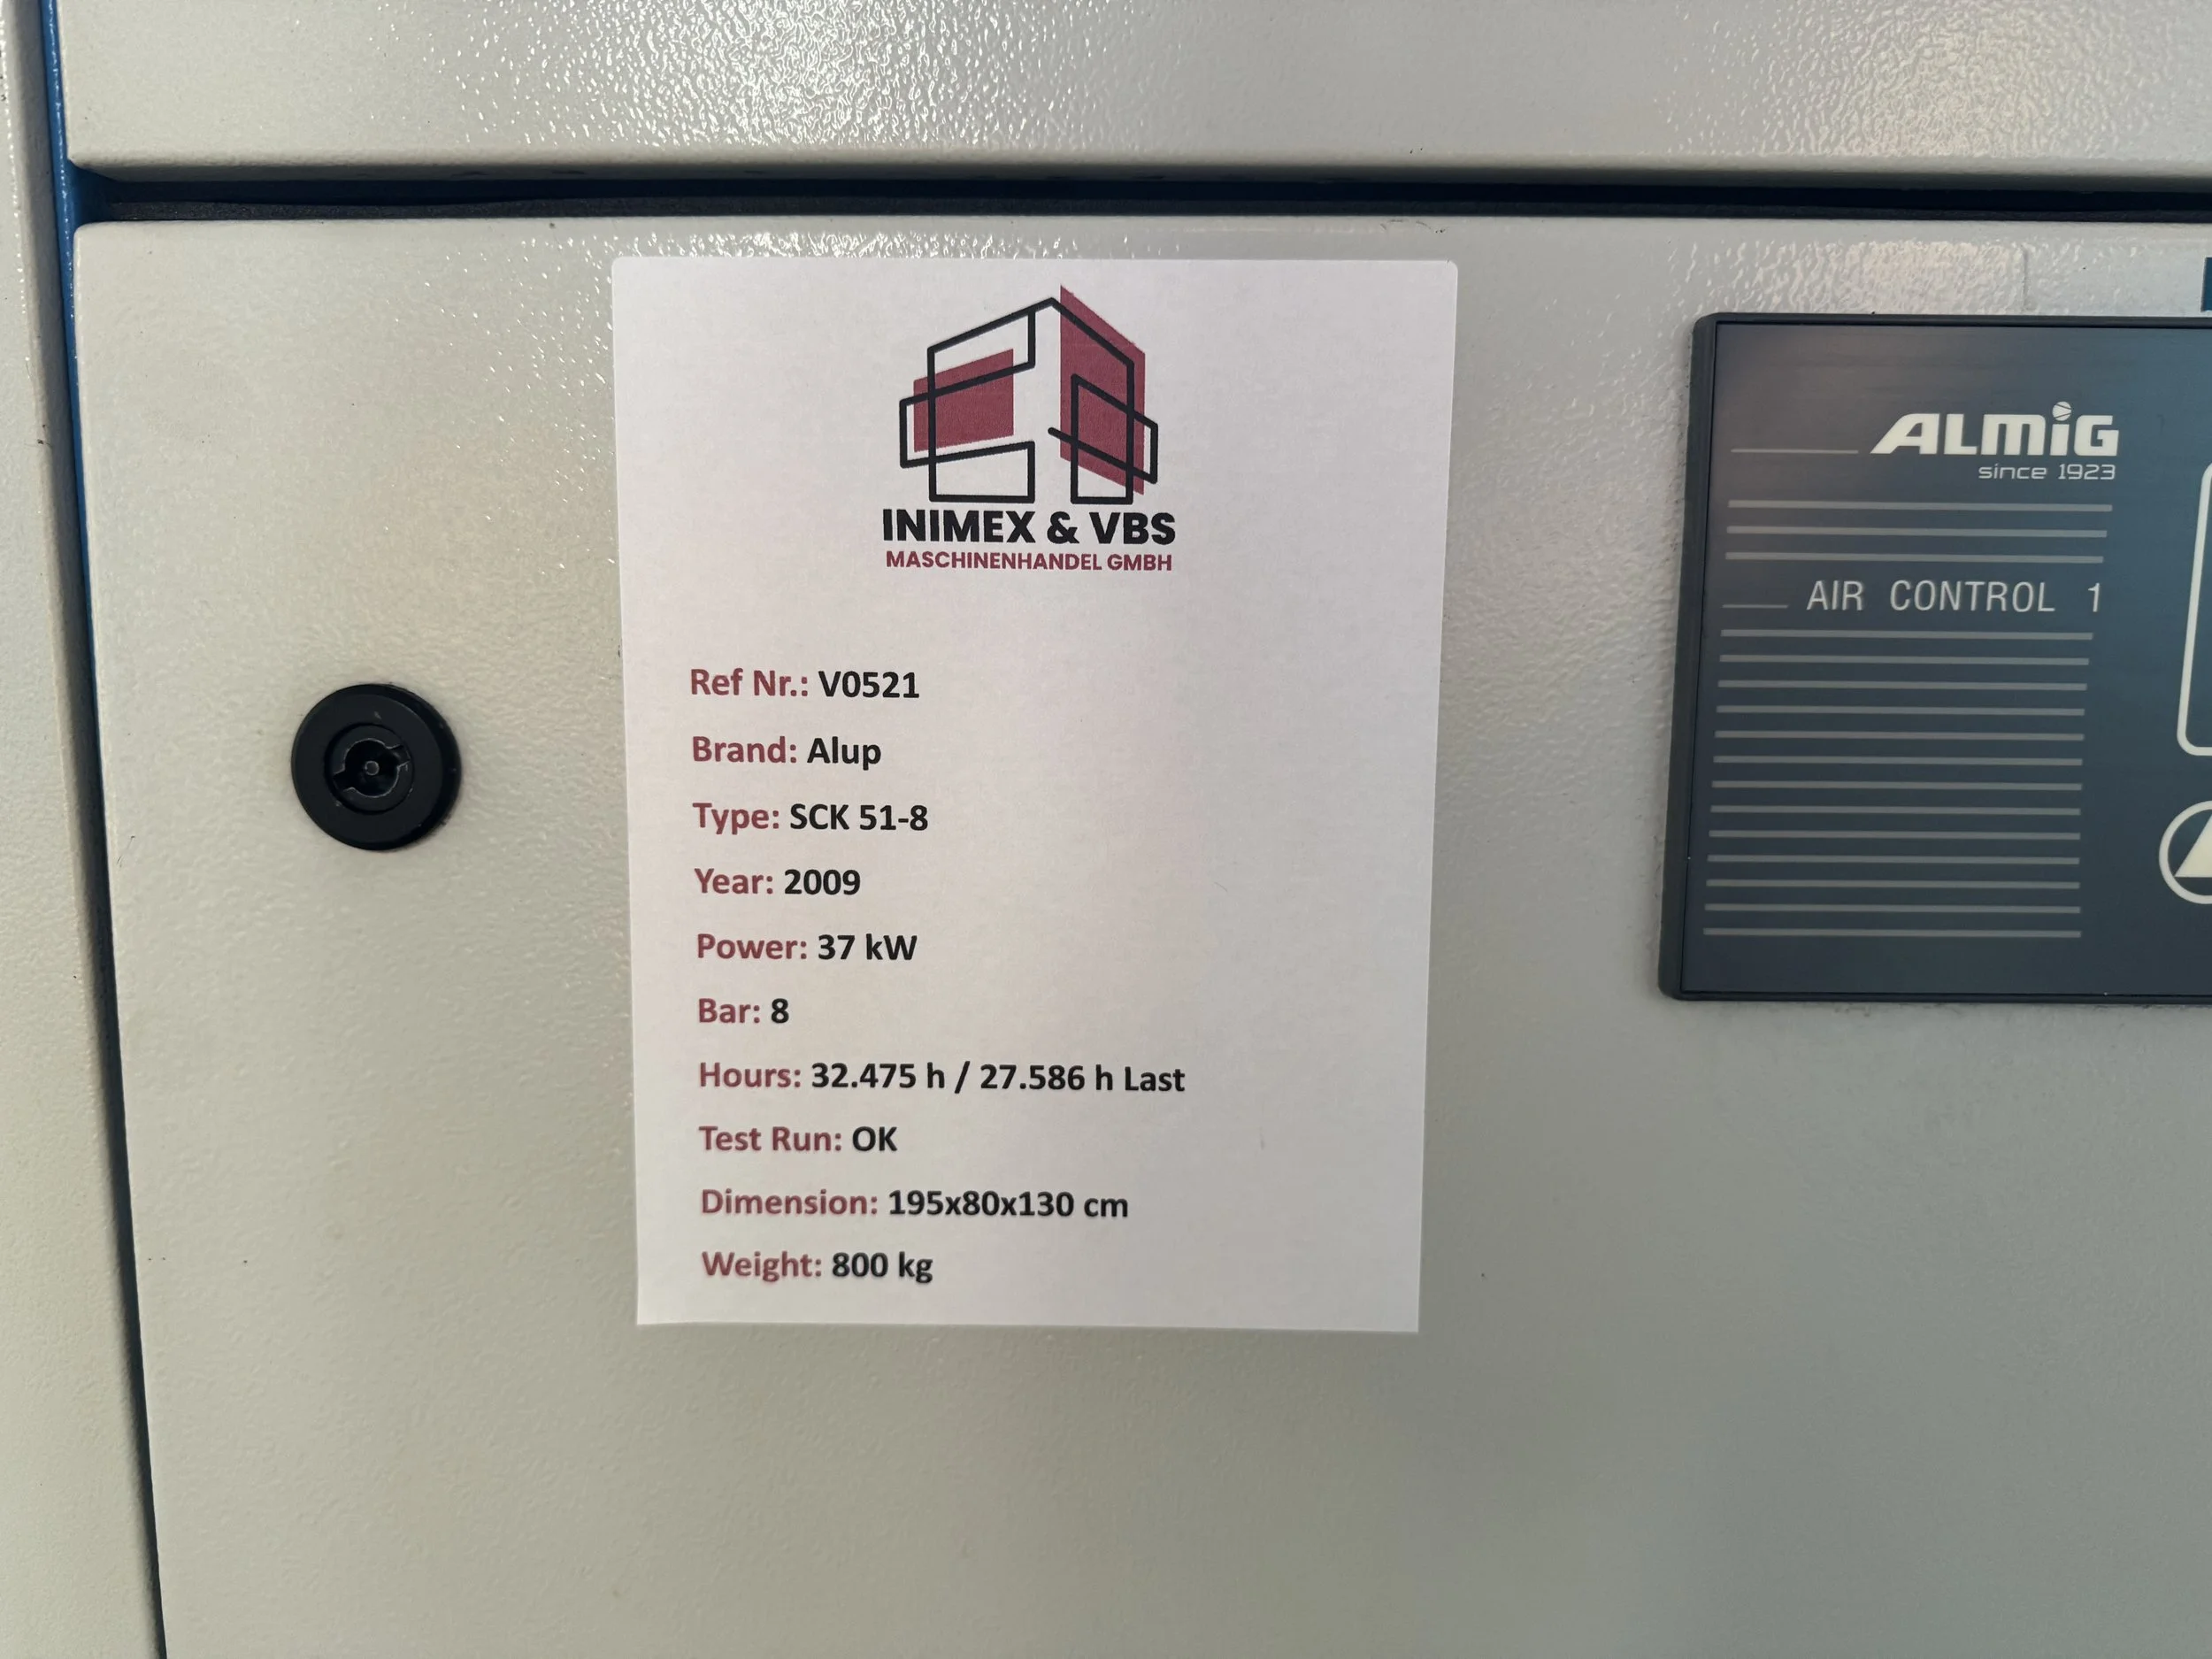 INIMEX & VBS
MASCHINENHANDEL GMBH
Ref Nr.: V0521
Brand: Alup
Type: SCK 51-8
Year: 2009
Power: 37 kW
Bar: 8
Hours: 32.475 h / 27.586 h Last
Test Run: OK
Dimension: 195x80x130 cm
Weight: 800 kg
ALMiG
since 1923
AIR CONTROL 1